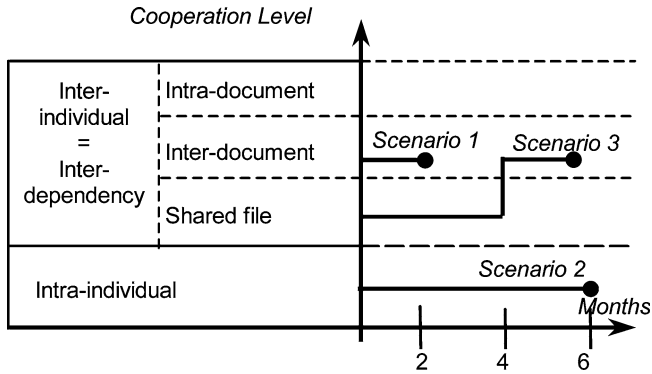 Cooperation Level
Inter-
individual
=
Inter-
dependency
Intra-document
Inter-document
Shared file
Scenario 1
Scenario 3
Intra-individual
Scenario 2
Months
2
4
6